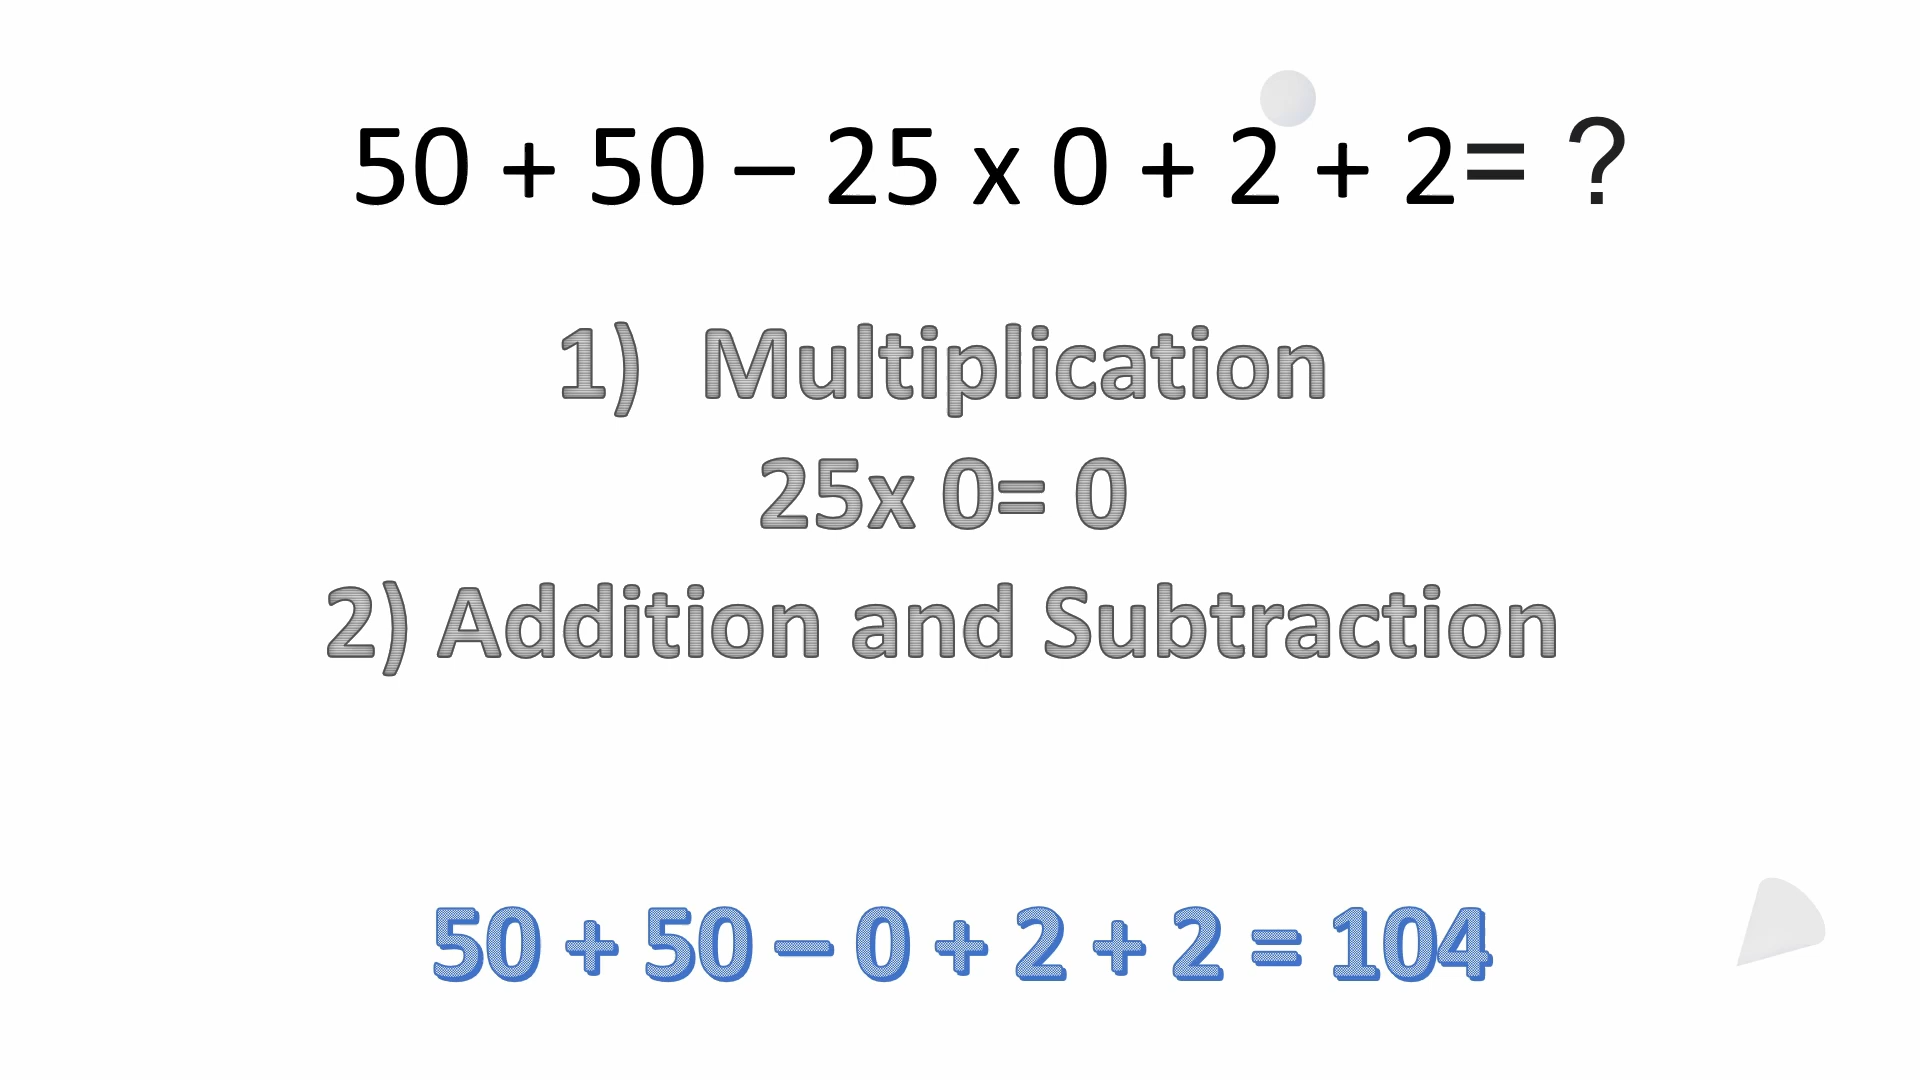 50 + 50 – 25 x 0 + 2 + 2= ?
1) Multiplication
25x 0= 0
2) Addition and Subtraction
50 + 50 – 0 + 2 + 2 = 104